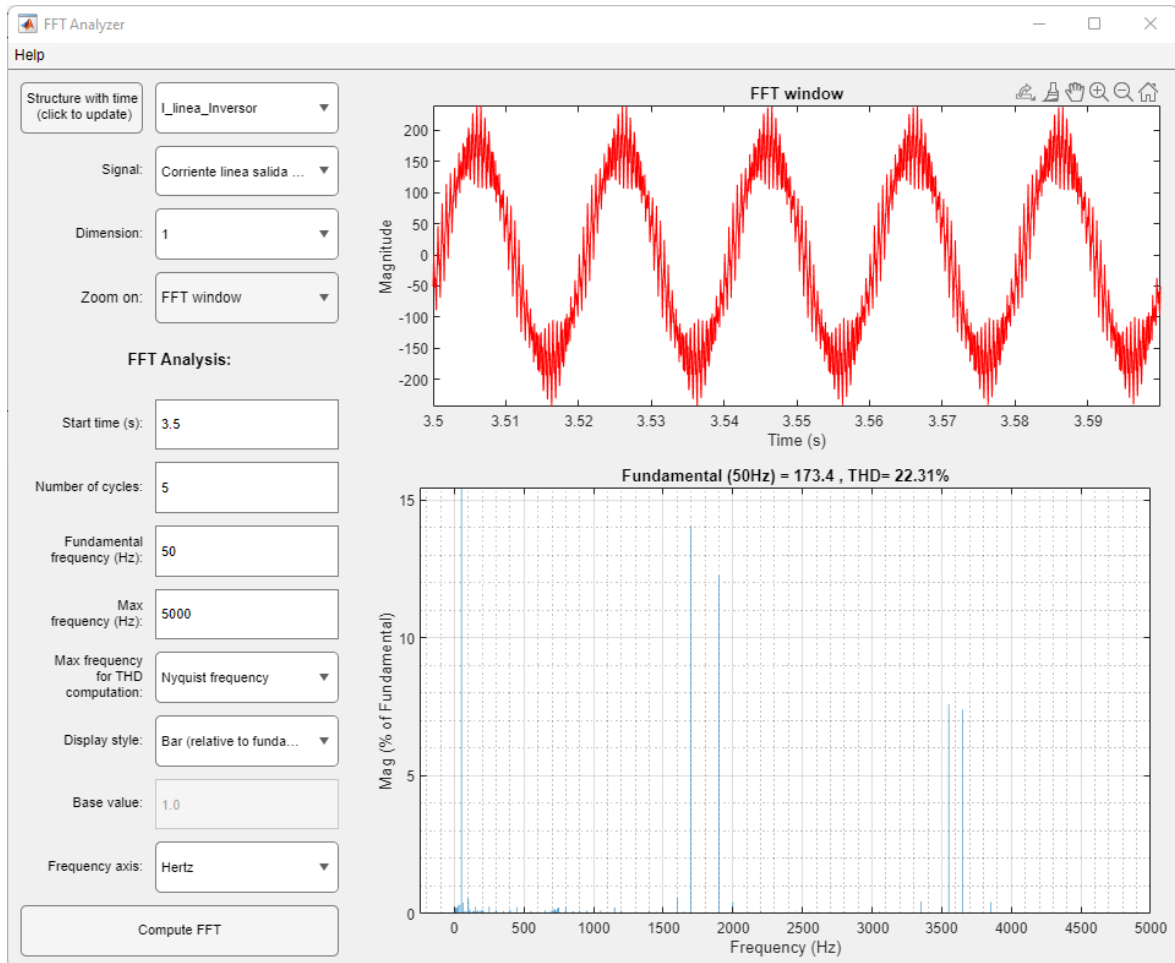 FFT Analyzer
Help
Structure with time
(click to update)
I_linea_Inversor
Signal:
Corriente linea salida ...
Dimension:
1
Zoom on:
FFT window
FFT Analysis:
Start time (s):
3.5
Number of cycles:
5
Fundamental
frequency (Hz):
50
Max
frequency (Hz):
5000
Max frequency
for THD
computation:
Nyquist frequency
Display style:
Bar (relative to funda...
Base value:
1.0
Frequency axis:
Hertz
Compute FFT
FFT window
Magnitude
200
150
100
50
0
-50
-100
-150
-200
3.5 3.51 3.52 3.53 3.54 3.55 3.56 3.57 3.58 3.59
Time (s)
Fundamental (50Hz) = 173.4 , THD= 22.31%
Mag (% of Fundamental)
15
10
5
0
0 500 1000 1500 2000 2500 3000 3500 4000 4500 5000
Frequency (Hz)